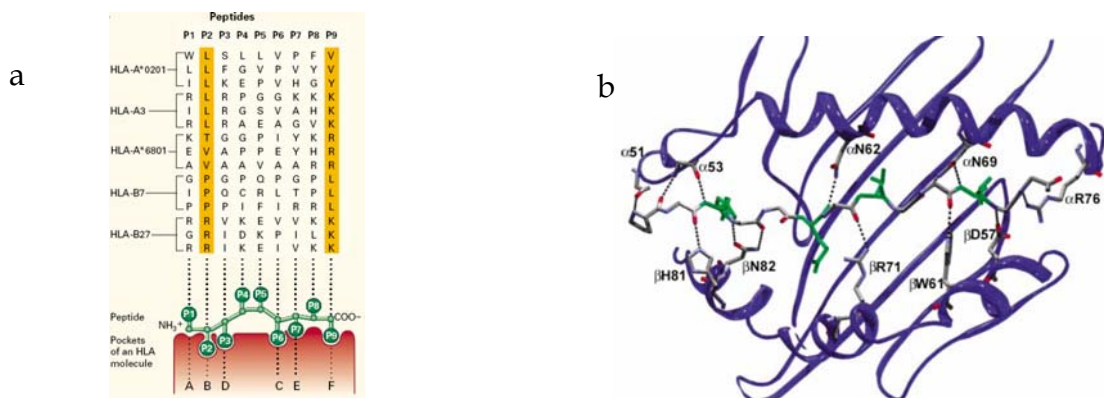 a
Peptides
P1 P2 P3 P4 P5 P6 P7 P8 P9
W L S L L V P F V
HLA-A*0201 L L F G V P V Y V
I L K E P V H G Y
R L R P G G K K K
HLA-A3 I L R G S V A H K
R L R A E A G V K
K T G G P I Y K R
HLA-A*6801 E V A P P E Y H R
A V A A V A A R R
G P G P Q P G P L
HLA-B7 I P Q C R L T P L
I P P I F I R R L
R R V K E V V K K
HLA-B27 G R I D K P I L K
R R I K E I V K K
P1 P2 P3 P4 P5 P6 P7 P8 P9
Peptide NH3+ COO–
Pockets
of an HLA
molecule
A B D C E F
b
α51
α53
αN62
αN69
αR76
βH81
βN82
βR71
βW61
βD57